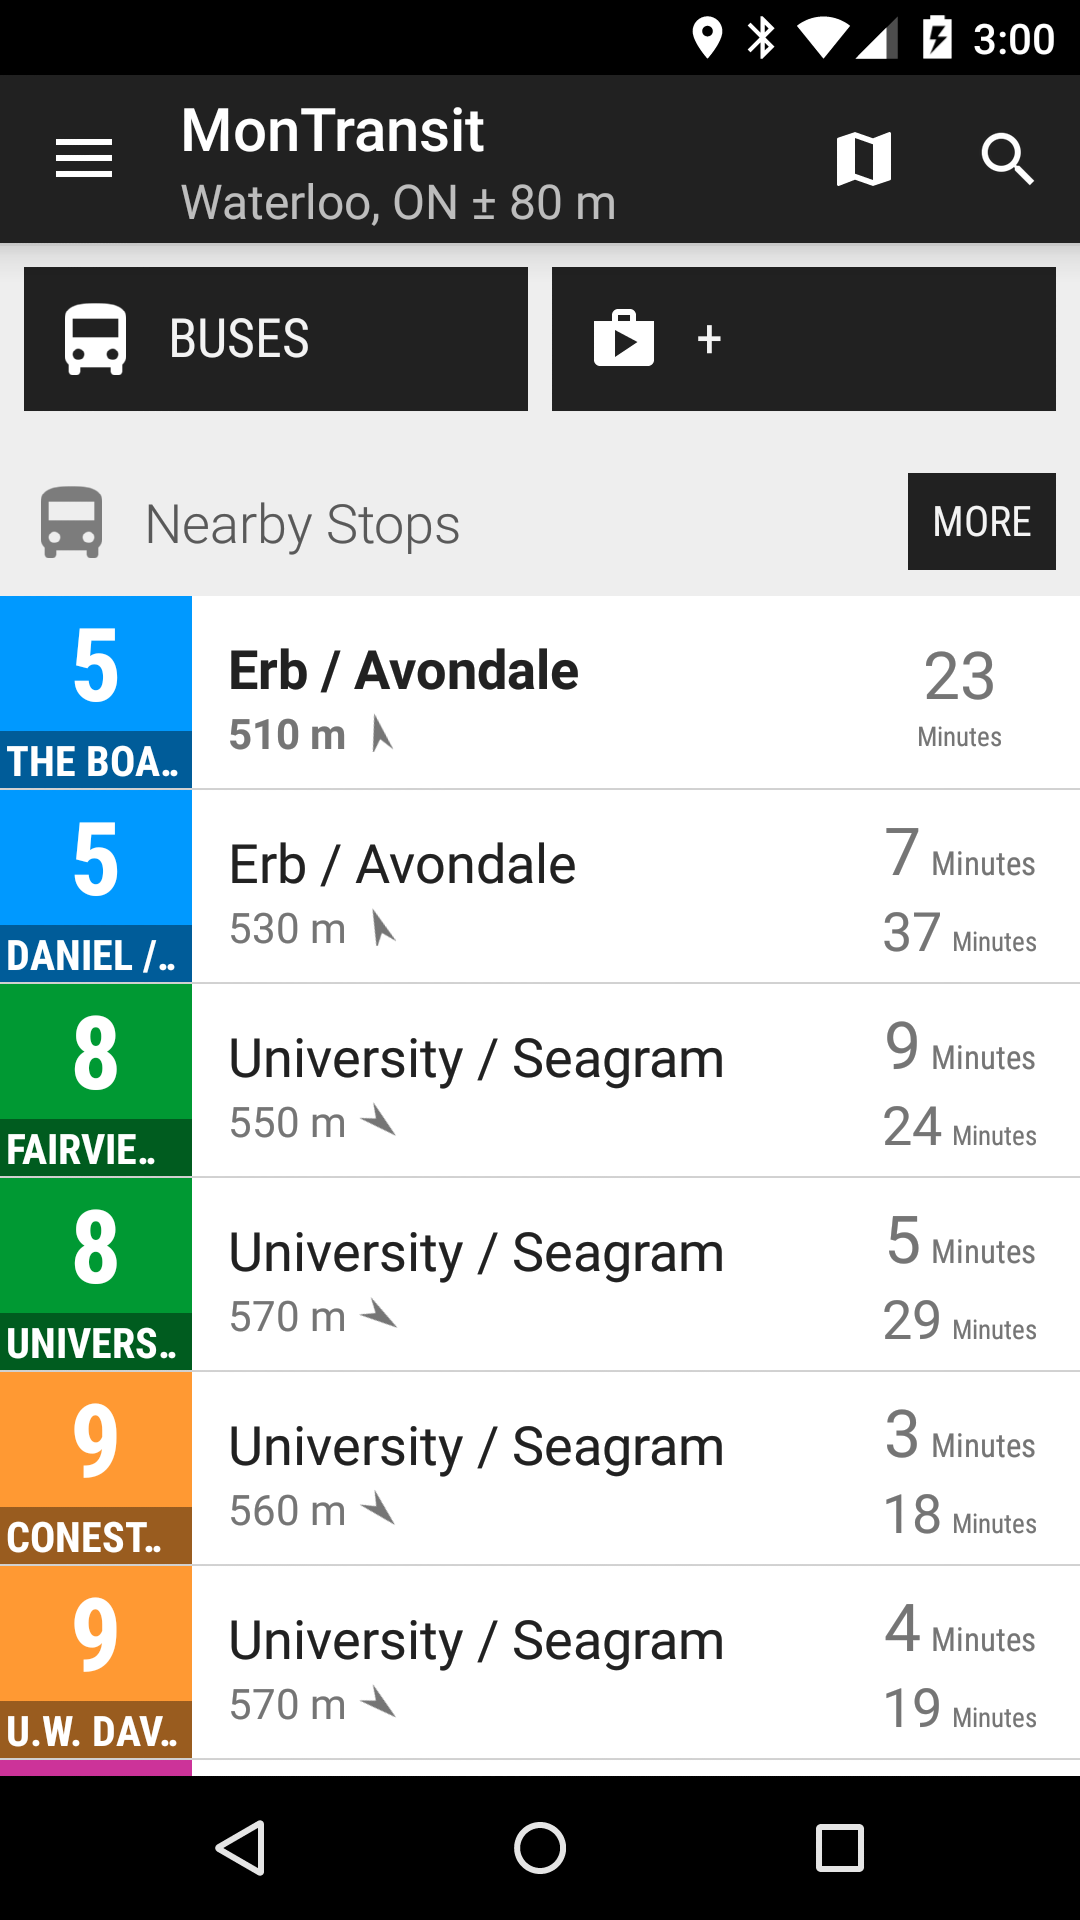 3:00
MonTransit
Waterloo, ON ± 80 m
BUSES
+
Nearby Stops
MORE
5
THE BOA..
Erb / Avondale
510 m
23
Minutes
5
DANIEL /..
Erb / Avondale
530 m
7 Minutes
37 Minutes
8
FAIRVIE..
University / Seagram
550 m
9 Minutes
24 Minutes
8
UNIVERS..
University / Seagram
570 m
5 Minutes
29 Minutes
9
CONEST..
University / Seagram
560 m
3 Minutes
18 Minutes
9
U.W. DAV..
University / Seagram
570 m
4 Minutes
19 Minutes